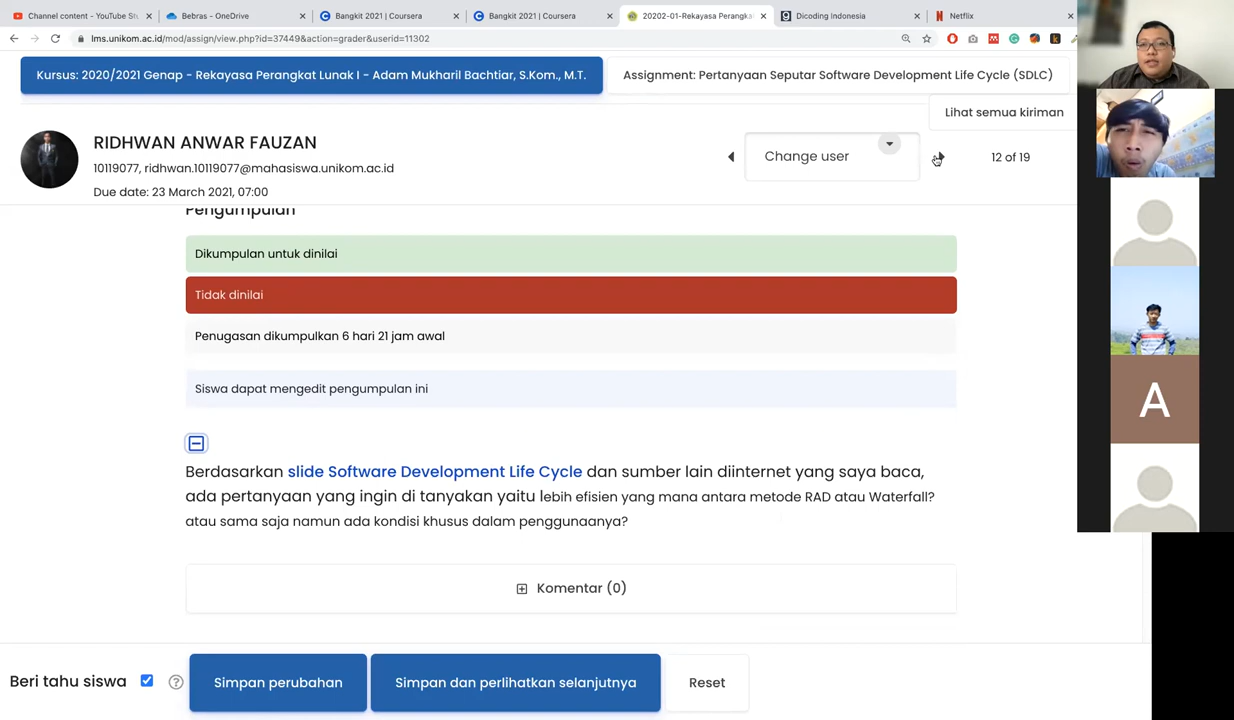 Channel content - YouTube Stu
Bebras - OneDrive
Bangkit 2021 | Coursera
Bangkit 2021 | Coursera
20202-01-Rekayasa Perangka
Dicoding Indonesia
Netflix
lms.unikom.ac.id/mod/assign/view.php?id=37449&action=grader&userid=11302
Kursus: 2020/2021 Genap - Rekayasa Perangkat Lunak I - Adam Mukharil Bachtiar, S.Kom., M.T.
Assignment: Pertanyaan Seputar Software Development Life Cycle (SDLC)
Lihat semua kiriman
RIDHWAN ANWAR FAUZAN
10119077, ridhwan.10119077@mahasiswa.unikom.ac.id
Due date: 23 March 2021, 07:00
Change user
12 of 19
Pengumpulan
Dikumpulan untuk dinilai
Tidak dinilai
Penugasan dikumpulkan 6 hari 21 jam awal
Siswa dapat mengedit pengumpulan ini
Berdasarkan slide Software Development Life Cycle dan sumber lain diinternet yang saya baca,
ada pertanyaan yang ingin di tanyakan yaitu lebih efisien yang mana antara metode RAD atau Waterfall?
atau sama saja namun ada kondisi khusus dalam penggunaanya?
Komentar (0)
A
Beri tahu siswa
Simpan perubahan
Simpan dan perlihatkan selanjutnya
Reset